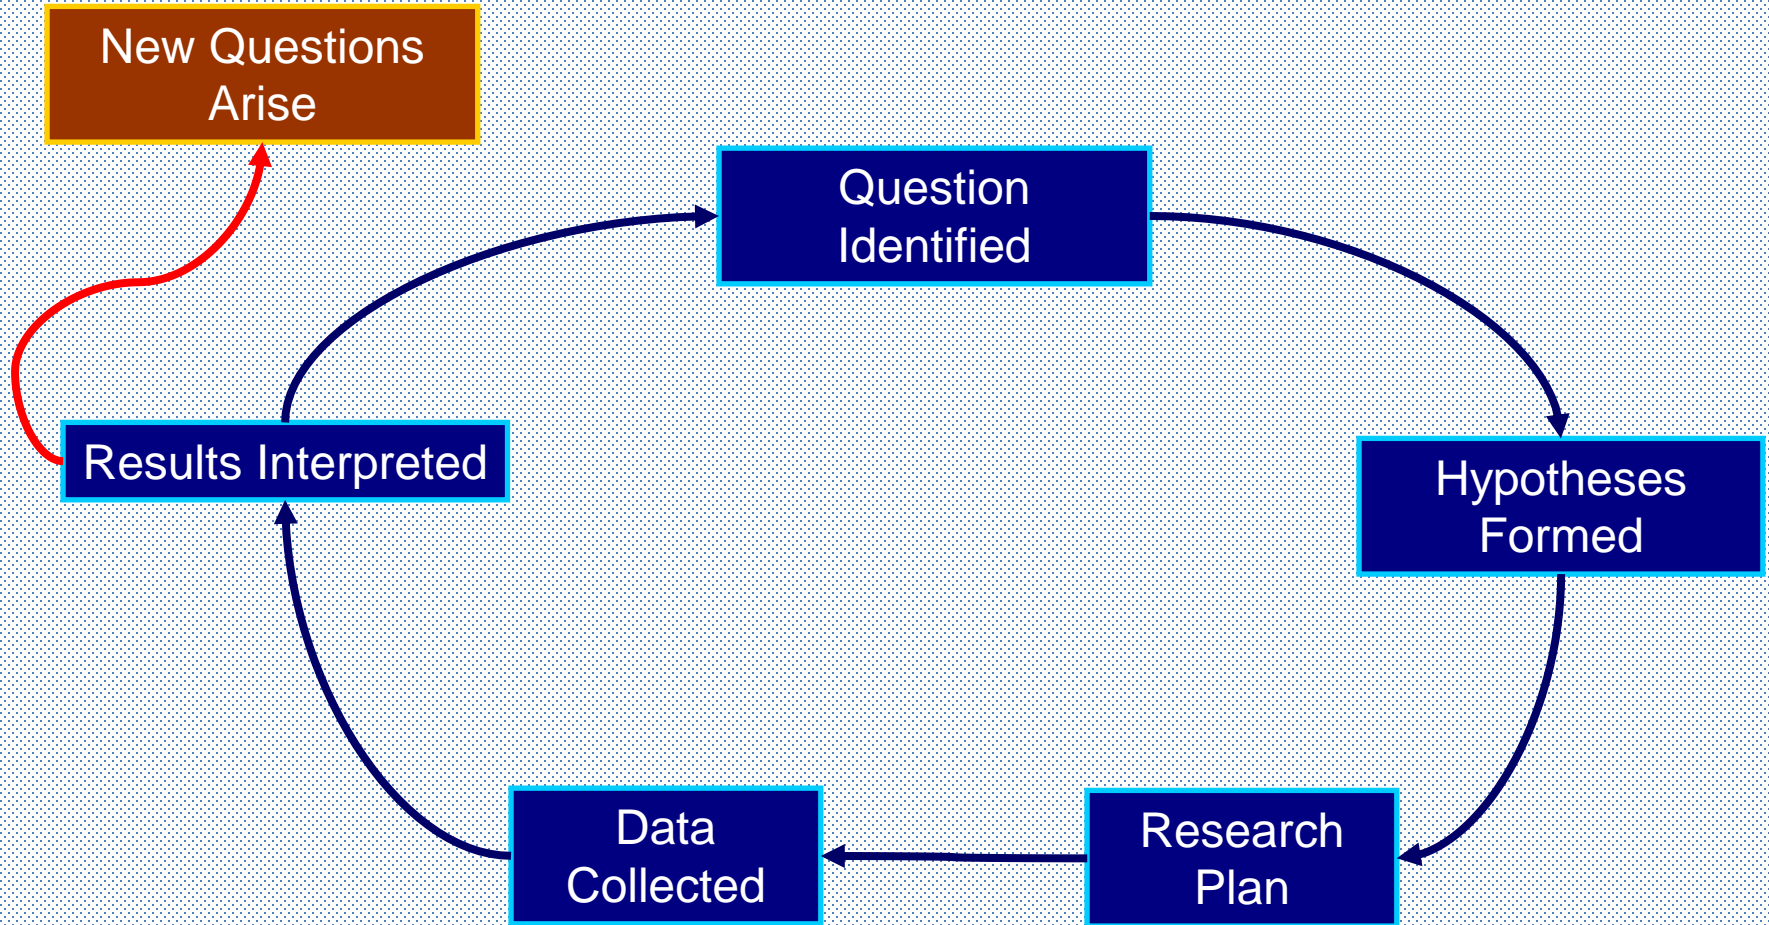 New Questions
Arise
Question
Identified
Results Interpreted
Hypotheses
Formed
Data
Collected
Research
Plan